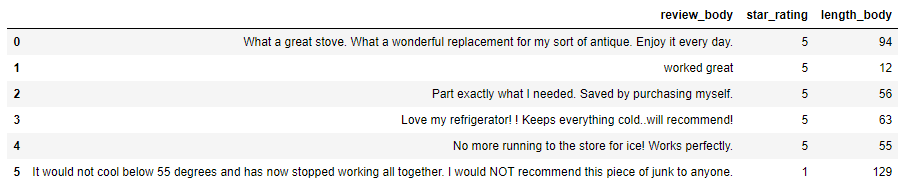 review_body star_rating length_body
0 What a great stove. What a wonderful replacement for my sort of antique. Enjoy it every day. 5 94
1 worked great 5 12
2 Part exactly what I needed. Saved by purchasing myself. 5 56
3 Love my refrigerator! ! Keeps everything cold..will recommend! 5 63
4 No more running to the store for ice! Works perfectly. 5 55
5 It would not cool below 55 degrees and has now stopped working all together. I would NOT recommend this piece of junk to anyone. 1 129